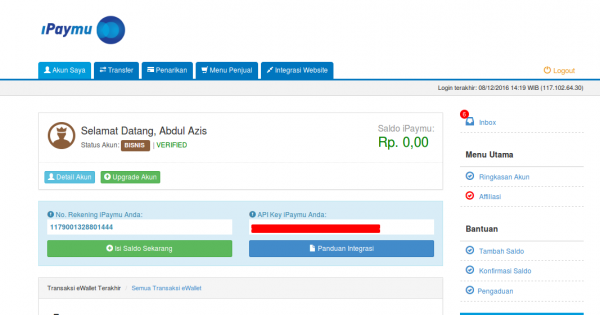 iPaymu
Akun Saya
Transfer
Penarikan
Menu Penjual
Integrasi Website
Logout
Login terakhir: 08/12/2016 14:19 WIB (117.102.64.30)
Selamat Datang, Abdul Azis
Status Akun: BISNIS | VERIFIED
Saldo iPaymu:
Rp. 0,00
Detail Akun
Upgrade Akun
No. Rekening iPaymu Anda:
1179001328801444
Isi Saldo Sekarang
API Key iPaymu Anda:
Panduan Integrasi
Transaksi eWallet Terakhir / Semua Transaksi eWallet
Inbox
Menu Utama
Ringkasan Akun
Affiliasi
Bantuan
Tambah Saldo
Konfirmasi Saldo
Pengaduan